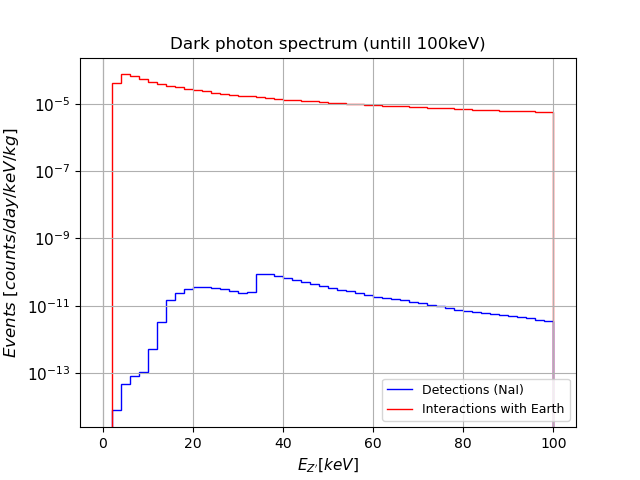 Dark photon spectrum (untill 100keV)
Events [counts/day/keV/kg]
10⁻⁵
10⁻⁷
10⁻⁹
10⁻¹¹
10⁻¹³
0 20 40 60 80 100
E_{Z'}[keV]
Detections (NaI)
Interactions with Earth